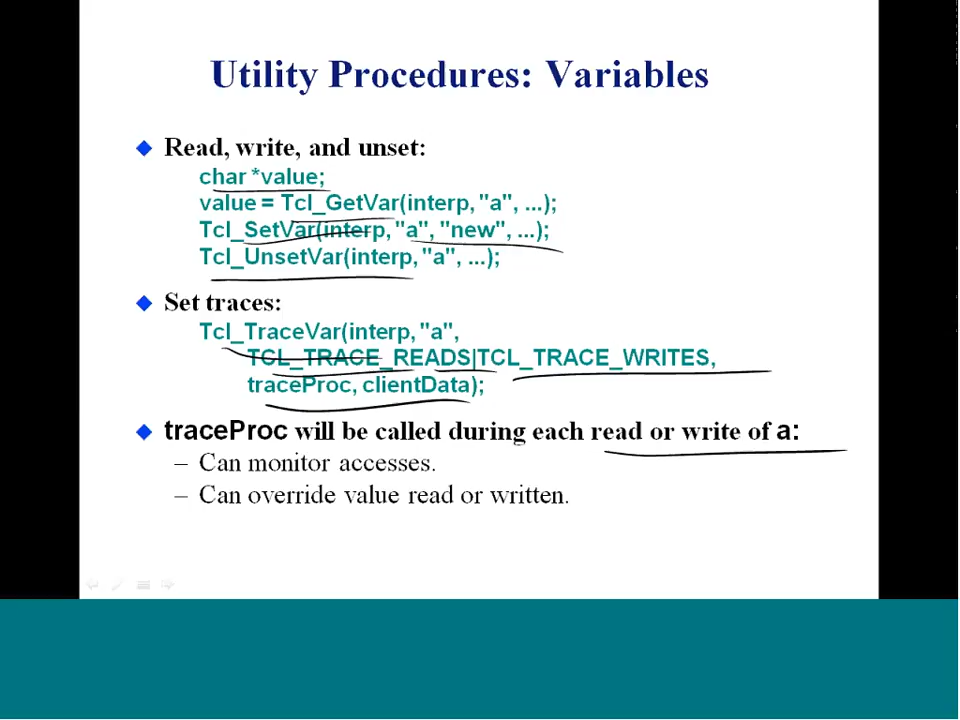 Utility Procedures: Variables
Read, write, and unset:
char *value;
value = Tcl_GetVar(interp, "a", ...);
Tcl_SetVar(interp, "a", "new", ...);
Tcl_UnsetVar(interp, "a", ...);
Set traces:
Tcl_TraceVar(interp, "a",
TCL_TRACE_READS|TCL_TRACE_WRITES,
traceProc, clientData);
traceProc will be called during each read or write of a:
– Can monitor accesses.
– Can override value read or written.